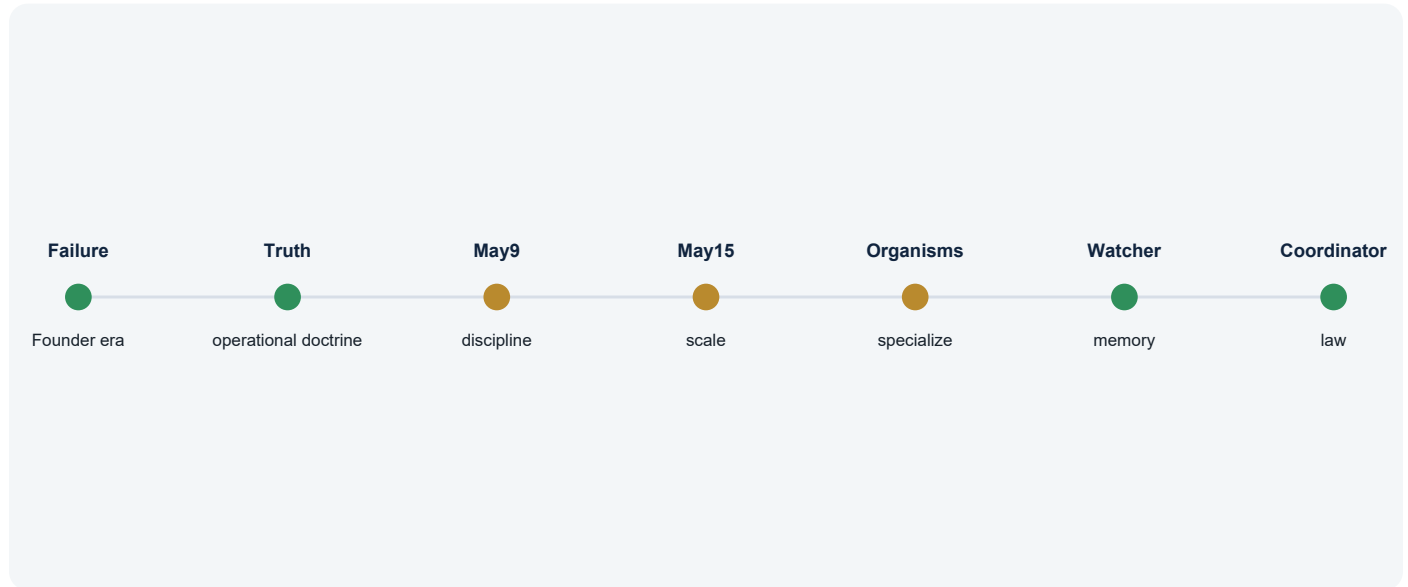 Failure
Truth
May9
May15
Organisms
Watcher
Coordinator
Founder era
operational doctrine
discipline
scale
specialize
memory
law